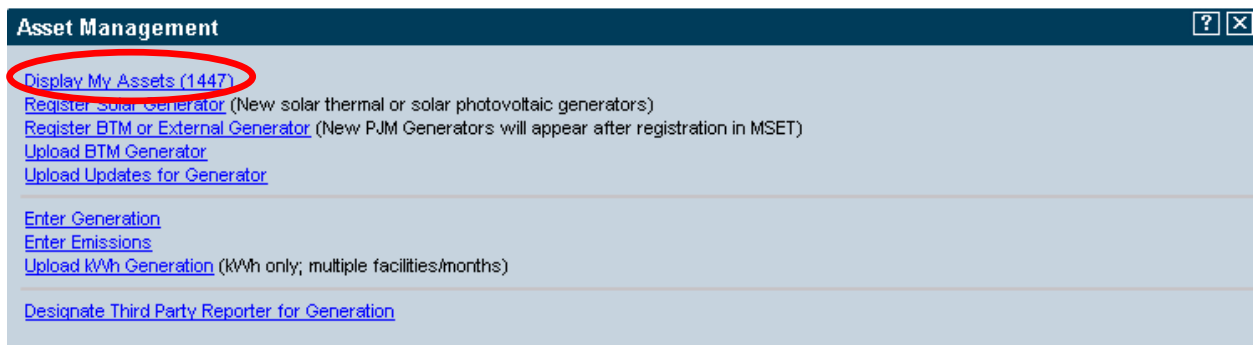 Asset Management
? X
Display My Assets (1447)
Register Solar Generator (New solar thermal or solar photovoltaic generators)
Register BTM or External Generator (New PJM Generators will appear after registration in MSET)
Upload BTM Generator
Upload Updates for Generator
Enter Generation
Enter Emissions
Upload kWh Generation (kWh only; multiple facilities/months)
Designate Third Party Reporter for Generation